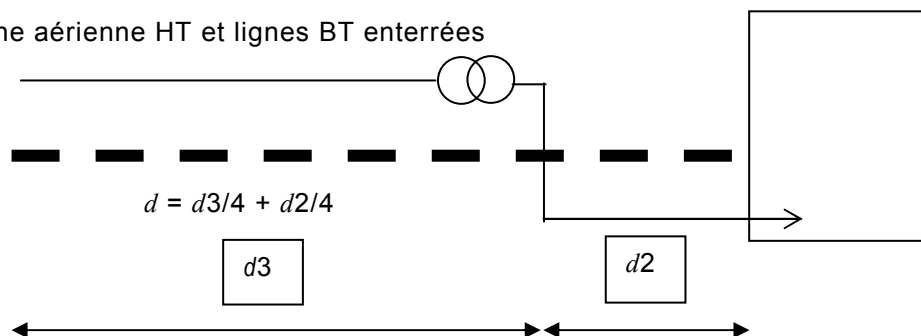 ne aérienne HT et lignes BT enterrées
d = d3/4 + d2/4
d3
d2